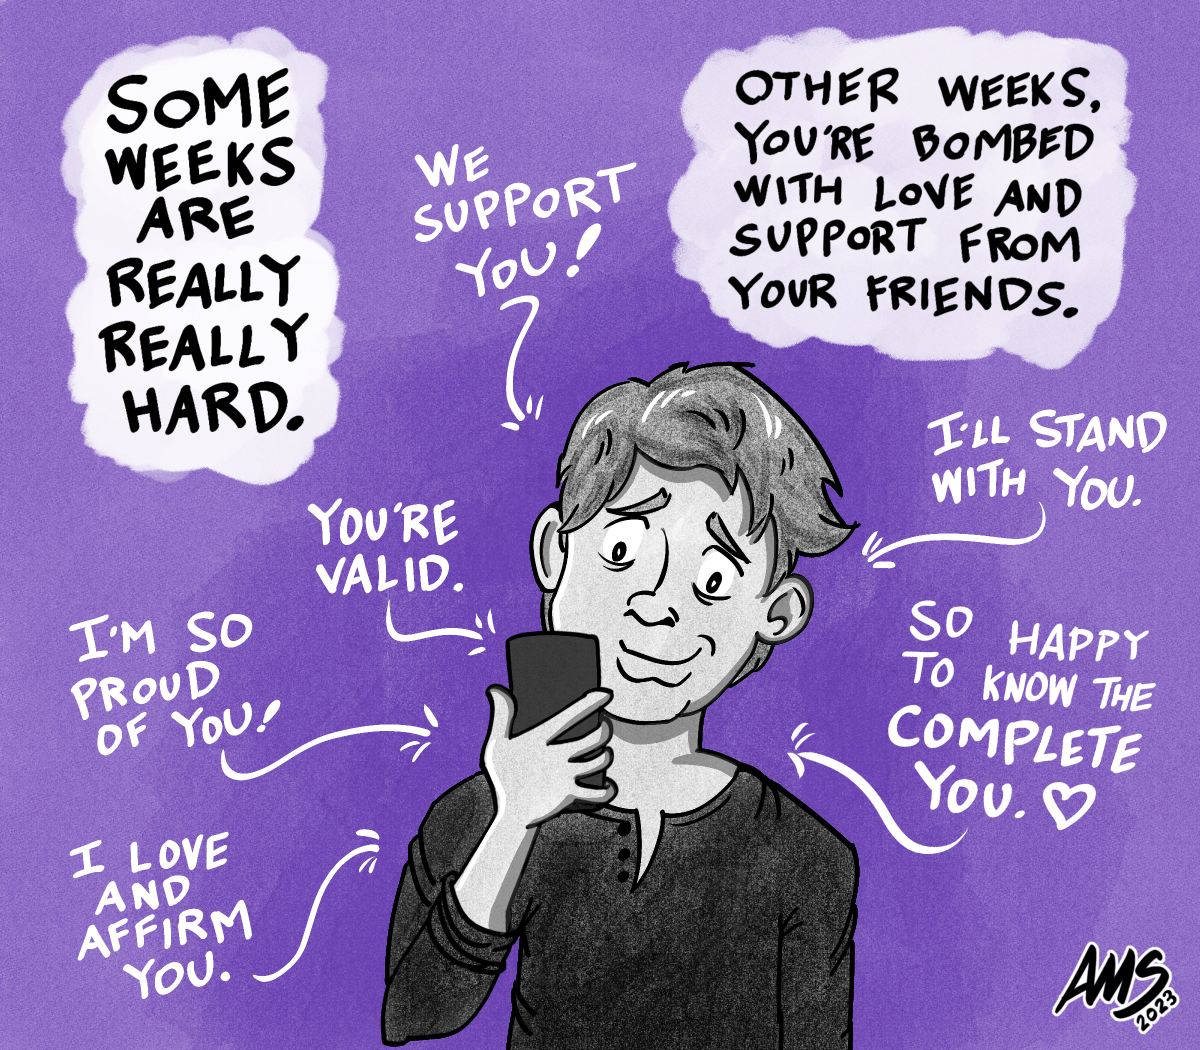 SOME
WEEKS
ARE
REALLY
REALLY
HARD.
OTHER WEEKS,
YOU'RE BOMBED
WITH LOVE AND
SUPPORT FROM
YOUR FRIENDS.
WE
SUPPORT
YOU!
I'LL STAND
WITH YOU.
YOU'RE
VALID.
SO HAPPY
TO KNOW THE
COMPLETE
YOU. ♡
I'M SO
PROUD
OF YOU!
I LOVE
AND
AFFIRM
YOU.
AMS
2023